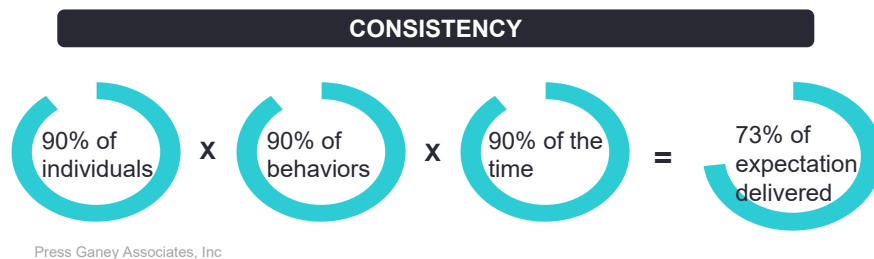 CONSISTENCY
90% of
individuals
X
90% of
behaviors
X
90% of the
time
=
73% of
expectation
delivered
Press Ganey Associates, Inc